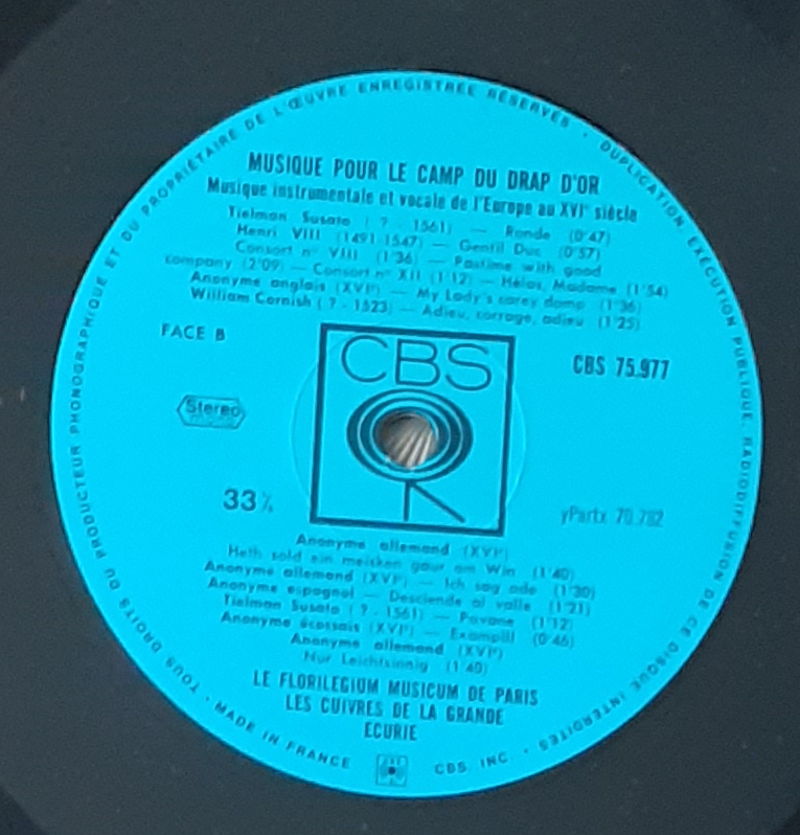 MUSIQUE POUR LE CAMP DU DRAP D'OR
Musique instrumentale et vocale de l'Europe au XVIe siècle
Tielman Susato ( ? - 1561) — Ronde (0'47)
Henri VIII (1491-1547) — Gentil Duc (0'57)
Consort n° VIII (1'36) — Pastime with good
company (2'09) — Consort n° XII (1'12) — Hélas, Madame (1'54)
Anonyme anglais (XVIe) — My Lady's carey domp (1'36)
William Cornish ( ? - 1523) — Adieu, corrage, adieu (1'25)
FACE B
CBS
CBS 75.977
Stereo
33⅓
yPartx 70.782
Anonyme allemand (XVIe)
Heth sold ein meisken gaur om Win (1'40)
Anonyme allemand (XVIe) — Ich sag ade (1'30)
Anonyme espagnol — Desciende al valle (1'21)
Tielman Susato ( ? - 1561) — Pavane (1'12)
Anonyme écossais (XVIe) — Exampill (0'46)
Anonyme allemand (XVIe)
Nur Leichtsinnig (1'40)
LE FLORILEGIUM MUSICUM DE PARIS
LES CUIVRES DE LA GRANDE
ECURIE
TOUS DROITS DU PRODUCTEUR PHONOGRAPHIQUE ET DU PROPRIÉTAIRE DE L'ŒUVRE ENREGISTRÉE RÉSERVÉS · DUPLICATION, EXÉCUTION PUBLIQUE, RADIODIFFUSION DE CE DISQUE INTERDITES · CBS. INC. · MADE IN FRANCE